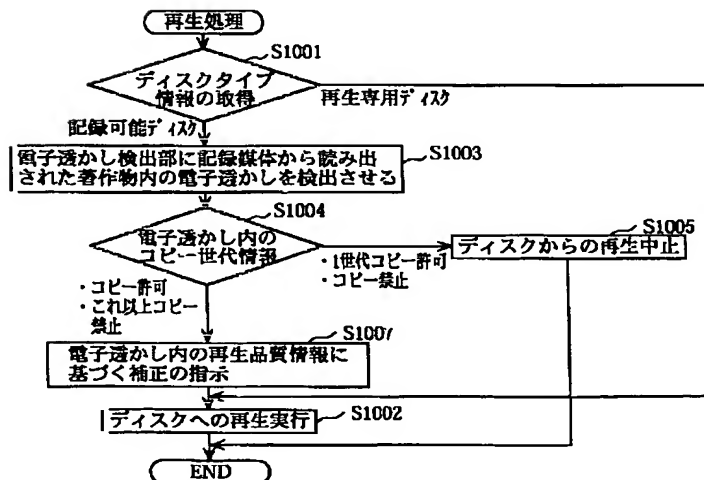 再生処理
S1001
ディスクタイプ
情報の取得
再生専用ディスク
記録可能ディスク
電子透かし検出部に記録媒体から読み出
された著作物内の電子透かしを検出させる
S1003
S1004
電子透かし内の
コピー世代情報
S1005
ディスクからの再生中止
・1世代コピー許可
・コピー禁止
・コピー許可
・これ以上コピー
禁止
S1007
電子透かし内の再生品質情報に
基づく補正の指示
ディスクへの再生実行
S1002
END